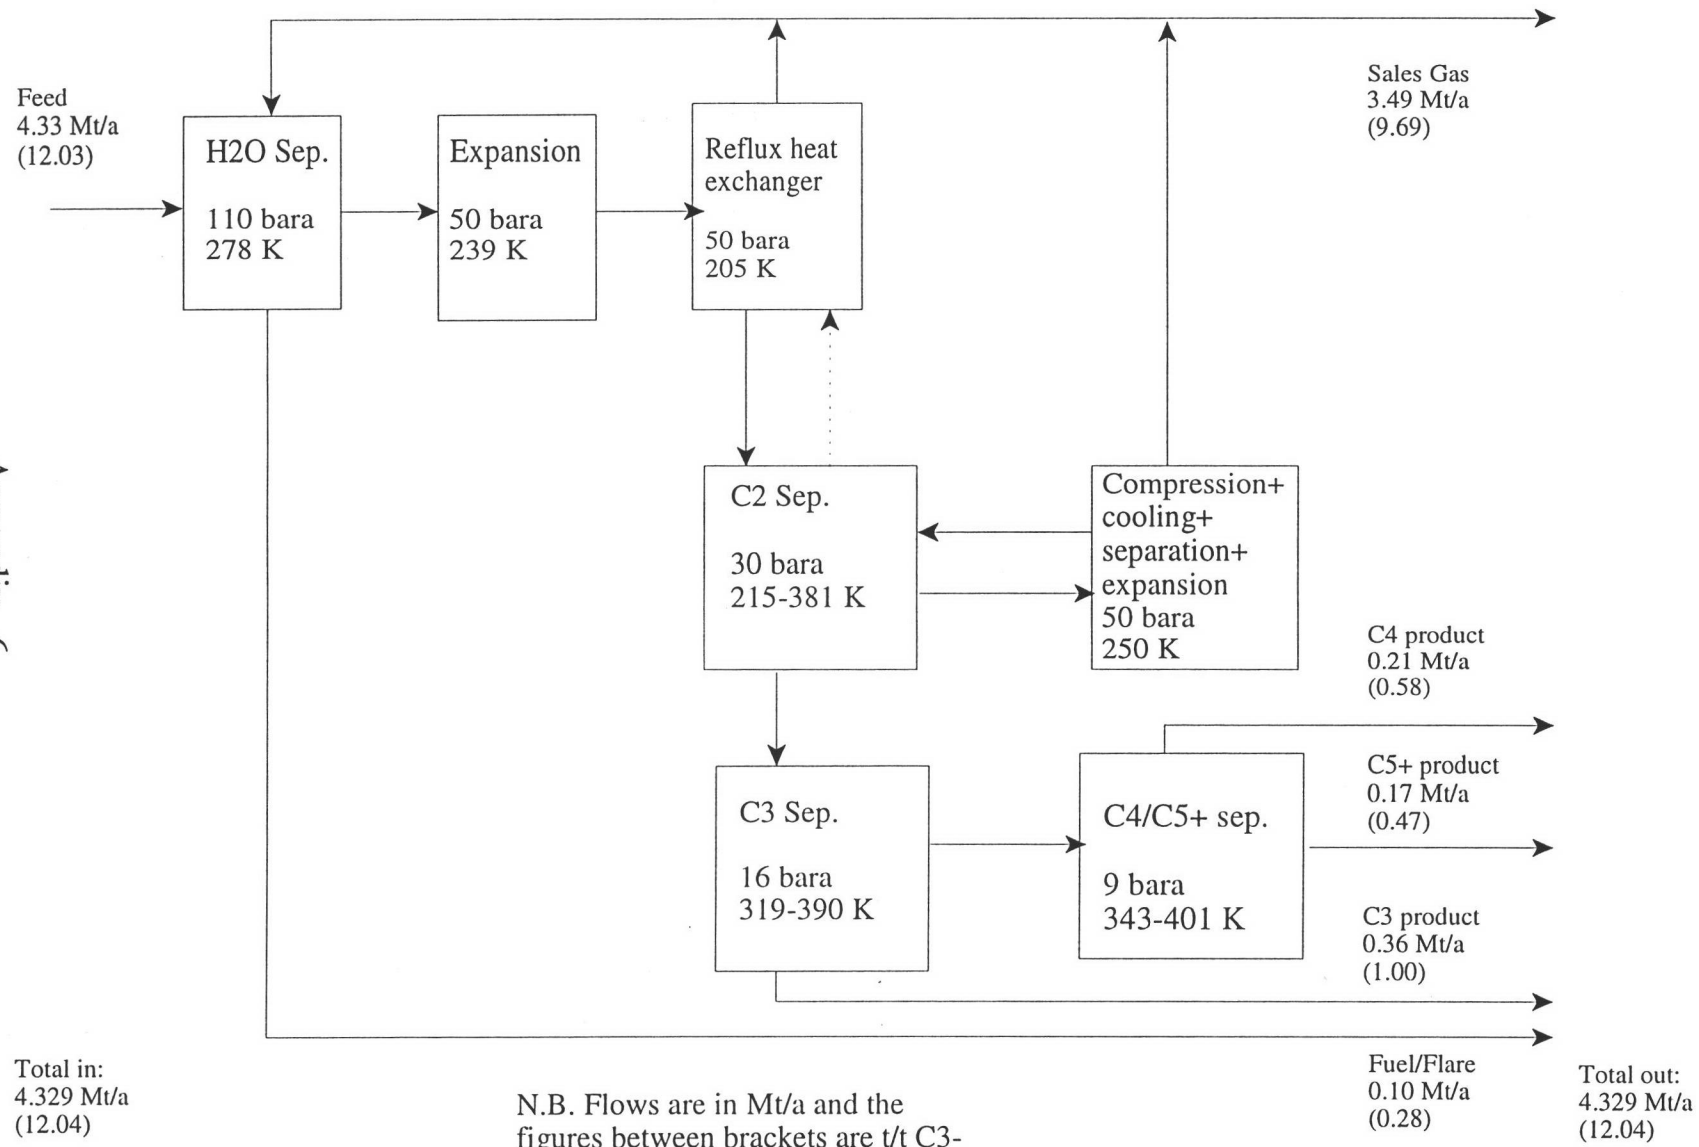 Feed
4.33 Mt/a
(12.03)
H2O Sep.
110 bara
278 K
Expansion
50 bara
239 K
Reflux heat
exchanger
50 bara
205 K
Sales Gas
3.49 Mt/a
(9.69)
C2 Sep.
30 bara
215-381 K
Compression+
cooling+
separation+
expansion
50 bara
250 K
C4 product
0.21 Mt/a
(0.58)
C5+ product
0.17 Mt/a
(0.47)
C3 Sep.
16 bara
319-390 K
C4/C5+ sep.
9 bara
343-401 K
C3 product
0.36 Mt/a
(1.00)
Total in:
4.329 Mt/a
(12.04)
N.B. Flows are in Mt/a and the
figures between brackets are t/t C3-
Fuel/Flare
0.10 Mt/a
(0.28)
Total out:
4.329 Mt/a
(12.04)